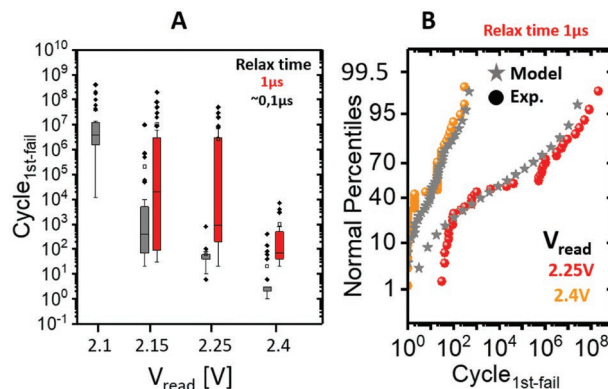 A
Cycle1st-fail
10^10
10^9
10^8
10^7
10^6
10^5
10^4
10^3
10^2
10^1
10^0
10^-1
Relax time
1µs
~0,1µs
2.1
2.15
2.25
2.4
Vread [V]
B
Relax time 1µs
Normal Percentiles
99.5
95
70
40
10
1
Model
Exp.
Vread
2.25V
2.4V
10^0 10^2 10^4 10^6 10^8
Cycle1st-fail